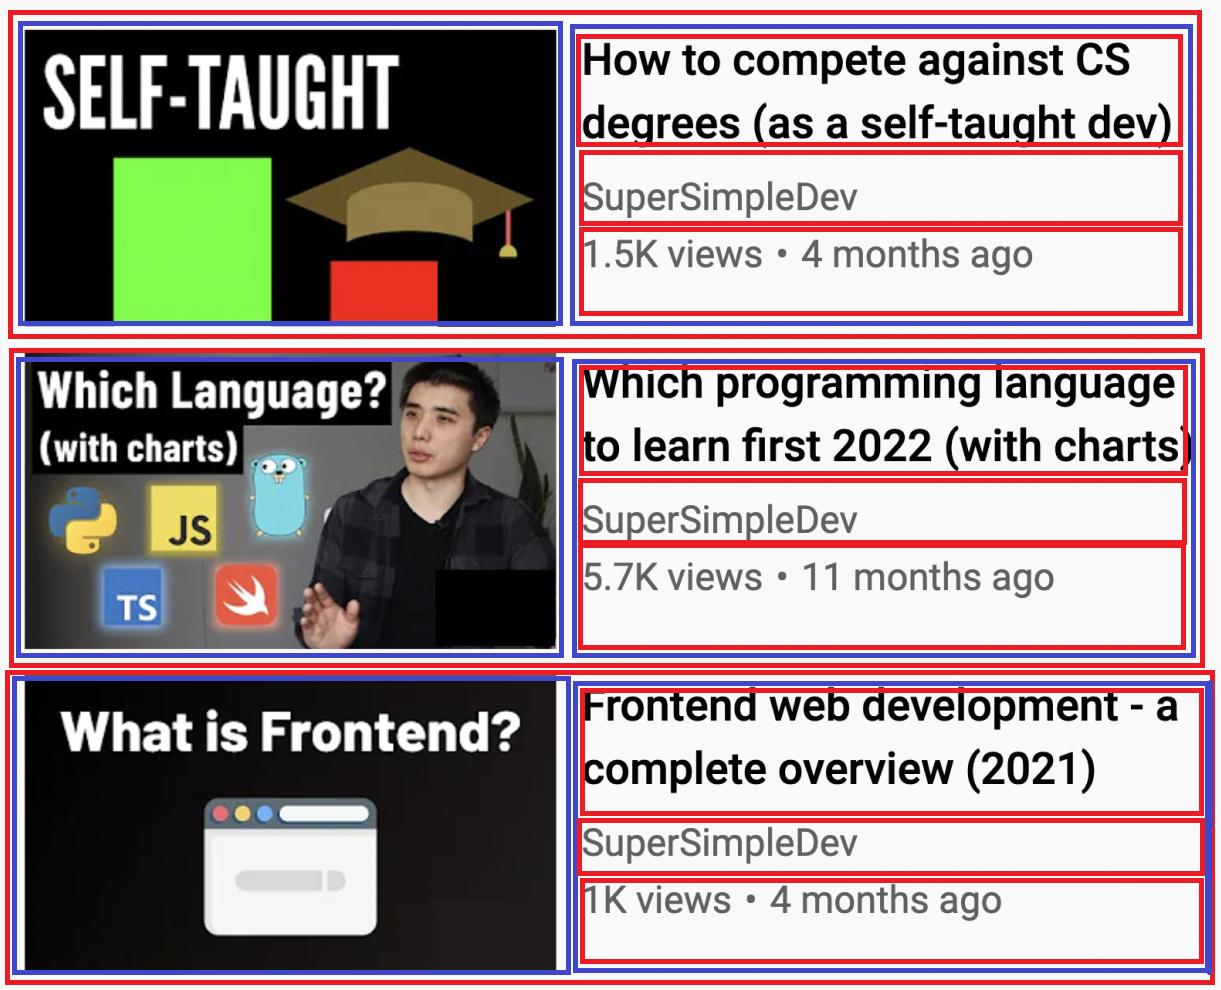 SELF-TAUGHT
How to compete against CS
degrees (as a self-taught dev)
SuperSimpleDev
1.5K views • 4 months ago
Which Language?
(with charts)
JS
TS
Which programming language
to learn first 2022 (with charts)
SuperSimpleDev
5.7K views • 11 months ago
What is Frontend?
Frontend web development - a
complete overview (2021)
SuperSimpleDev
1K views • 4 months ago